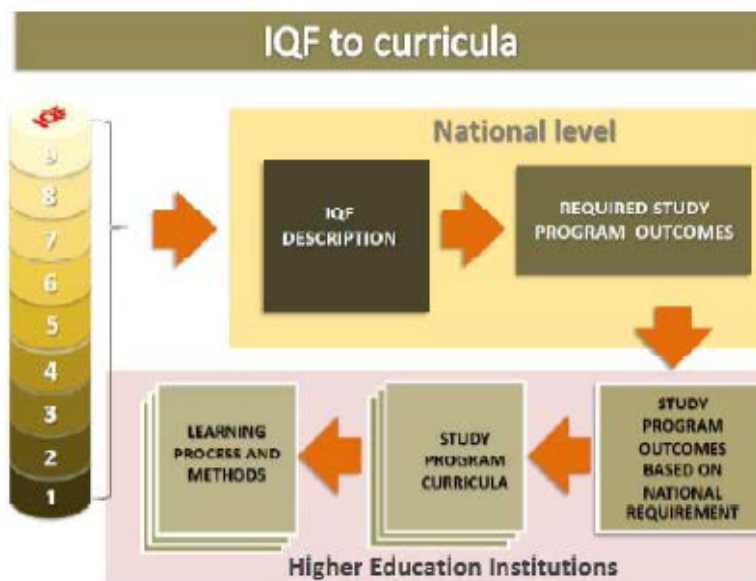 IQF to curricula
IQF
9
8
7
6
5
4
3
2
1
National level
IQF
DESCRIPTION
REQUIRED STUDY
PROGRAM OUTCOMES
STUDY
PROGRAM
OUTCOMES
BASED ON
NATIONAL
REQUIREMENT
STUDY
PROGRAM
CURRICULA
LEARNING
PROCESS AND
METHODS
Higher Education Institutions